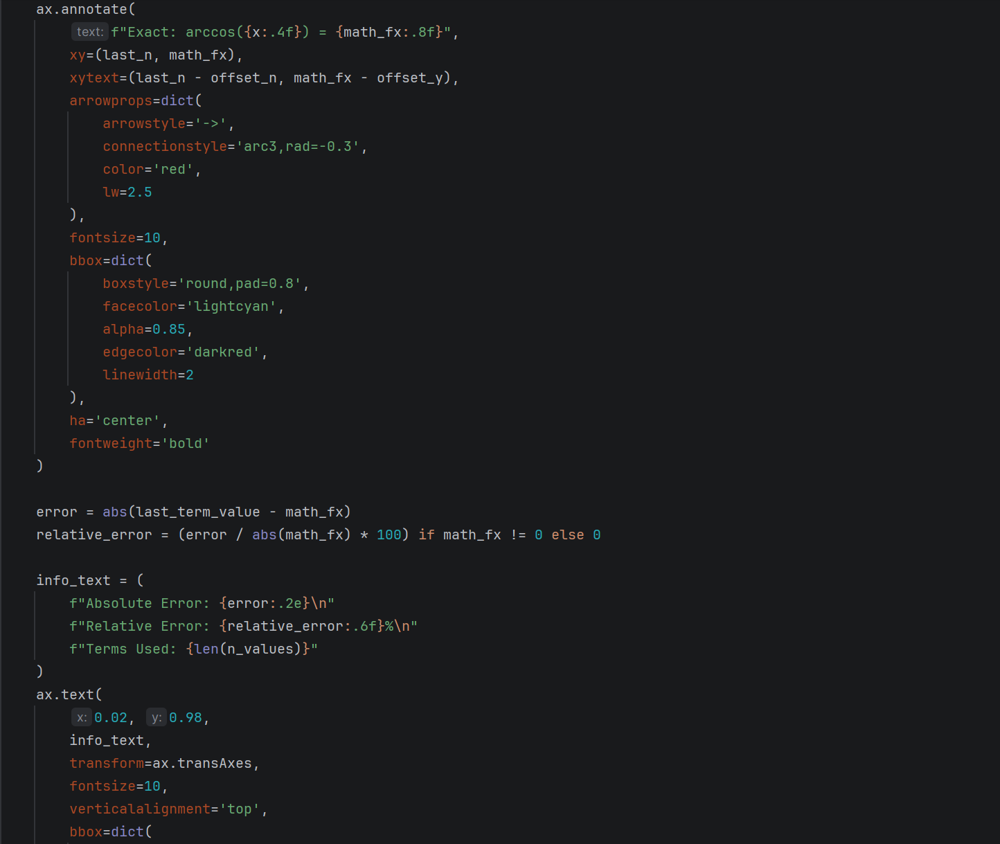 ax.annotate(
text: f"Exact: arccos({x:.4f}) = {math_fx:.8f}",
xy=(last_n, math_fx),
xytext=(last_n - offset_n, math_fx - offset_y),
arrowprops=dict(
arrowstyle='->',
connectionstyle='arc3,rad=-0.3',
color='red',
lw=2.5
),
fontsize=10,
bbox=dict(
boxstyle='round,pad=0.8',
facecolor='lightcyan',
alpha=0.85,
edgecolor='darkred',
linewidth=2
),
ha='center',
fontweight='bold'
)
error = abs(last_term_value - math_fx)
relative_error = (error / abs(math_fx) * 100) if math_fx != 0 else 0
info_text = (
f"Absolute Error: {error:.2e}\n"
f"Relative Error: {relative_error:.6f}%\n"
f"Terms Used: {len(n_values)}"
)
ax.text(
x: 0.02, y: 0.98,
info_text,
transform=ax.transAxes,
fontsize=10,
verticalalignment='top',
bbox=dict(